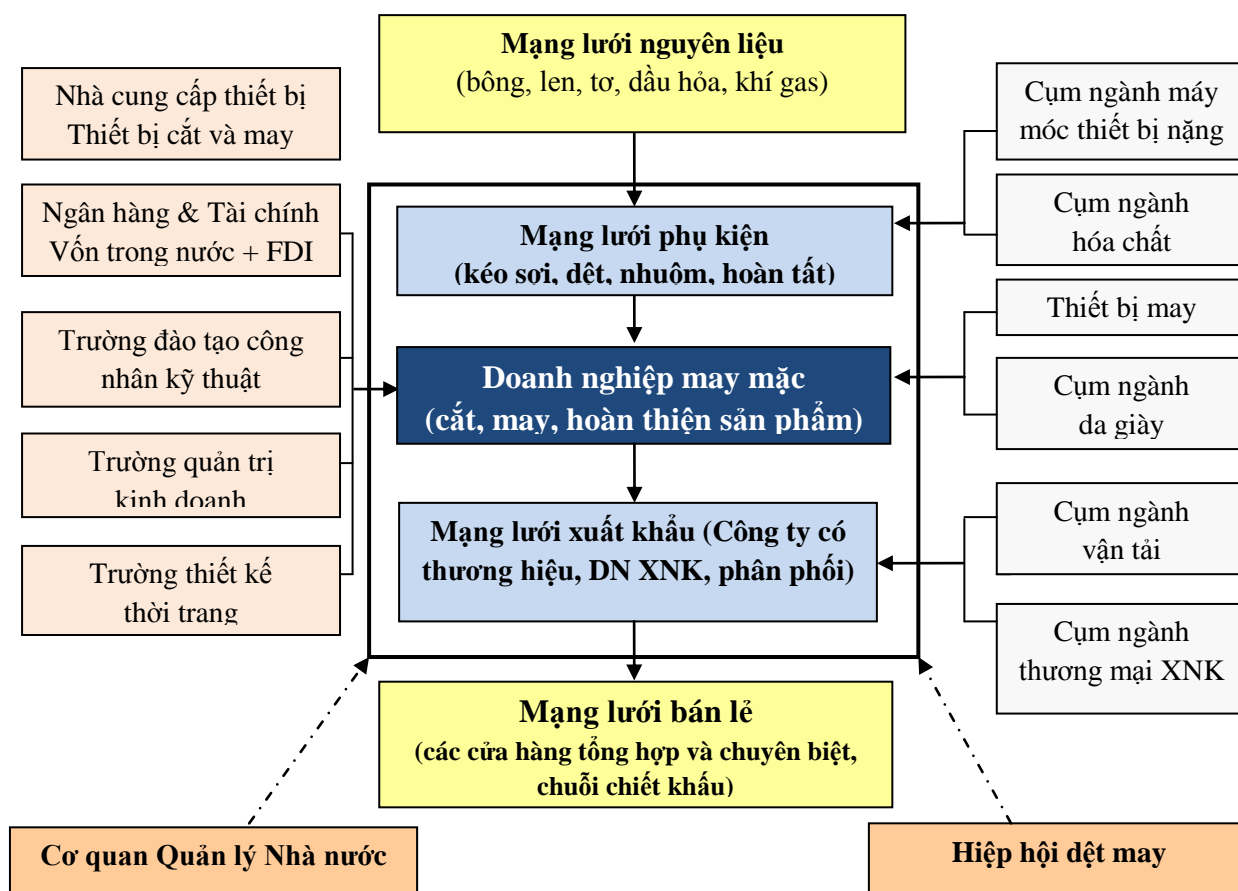 Mạng lưới nguyên liệu
(bông, len, tơ, dầu hỏa, khí gas)
Nhà cung cấp thiết bị
Thiết bị cắt và may
Ngân hàng & Tài chính
Vốn trong nước + FDI
Trường đào tạo công
nhân kỹ thuật
Trường quản trị
kinh doanh
Trường thiết kế
thời trang
Mạng lưới phụ kiện
(kéo sợi, dệt, nhuôm, hoàn tất)
Doanh nghiệp may mặc
(cắt, may, hoàn thiện sản phẩm)
Mạng lưới xuất khẩu (Công ty có
thương hiệu, DN XNK, phân phối)
Mạng lưới bán lẻ
(các cửa hàng tổng hợp và chuyên biệt,
chuỗi chiết khấu)
Cụm ngành máy
móc thiết bị nặng
Cụm ngành
hóa chất
Thiết bị may
Cụm ngành
da giày
Cụm ngành
vận tải
Cụm ngành
thương mại XNK
Cơ quan Quản lý Nhà nước
Hiệp hội dệt may